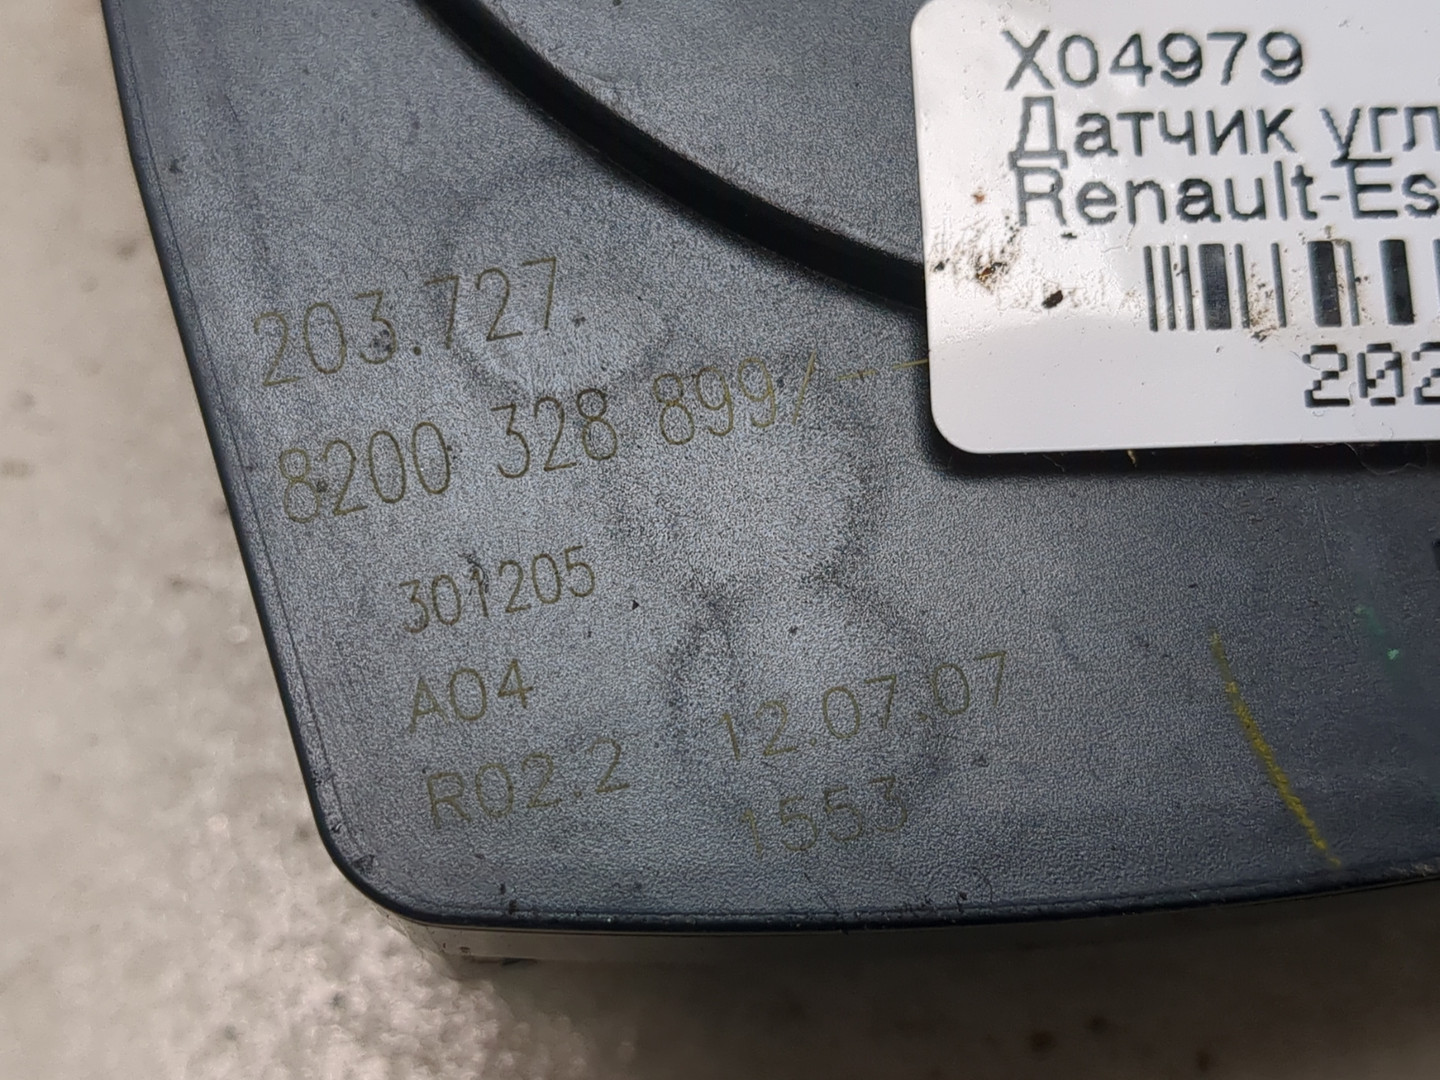 X04979
Датчик угл
Renault-Es
202
203.727.
8200 328 899/--
301205
A04
R02.2 12.07.07
1553